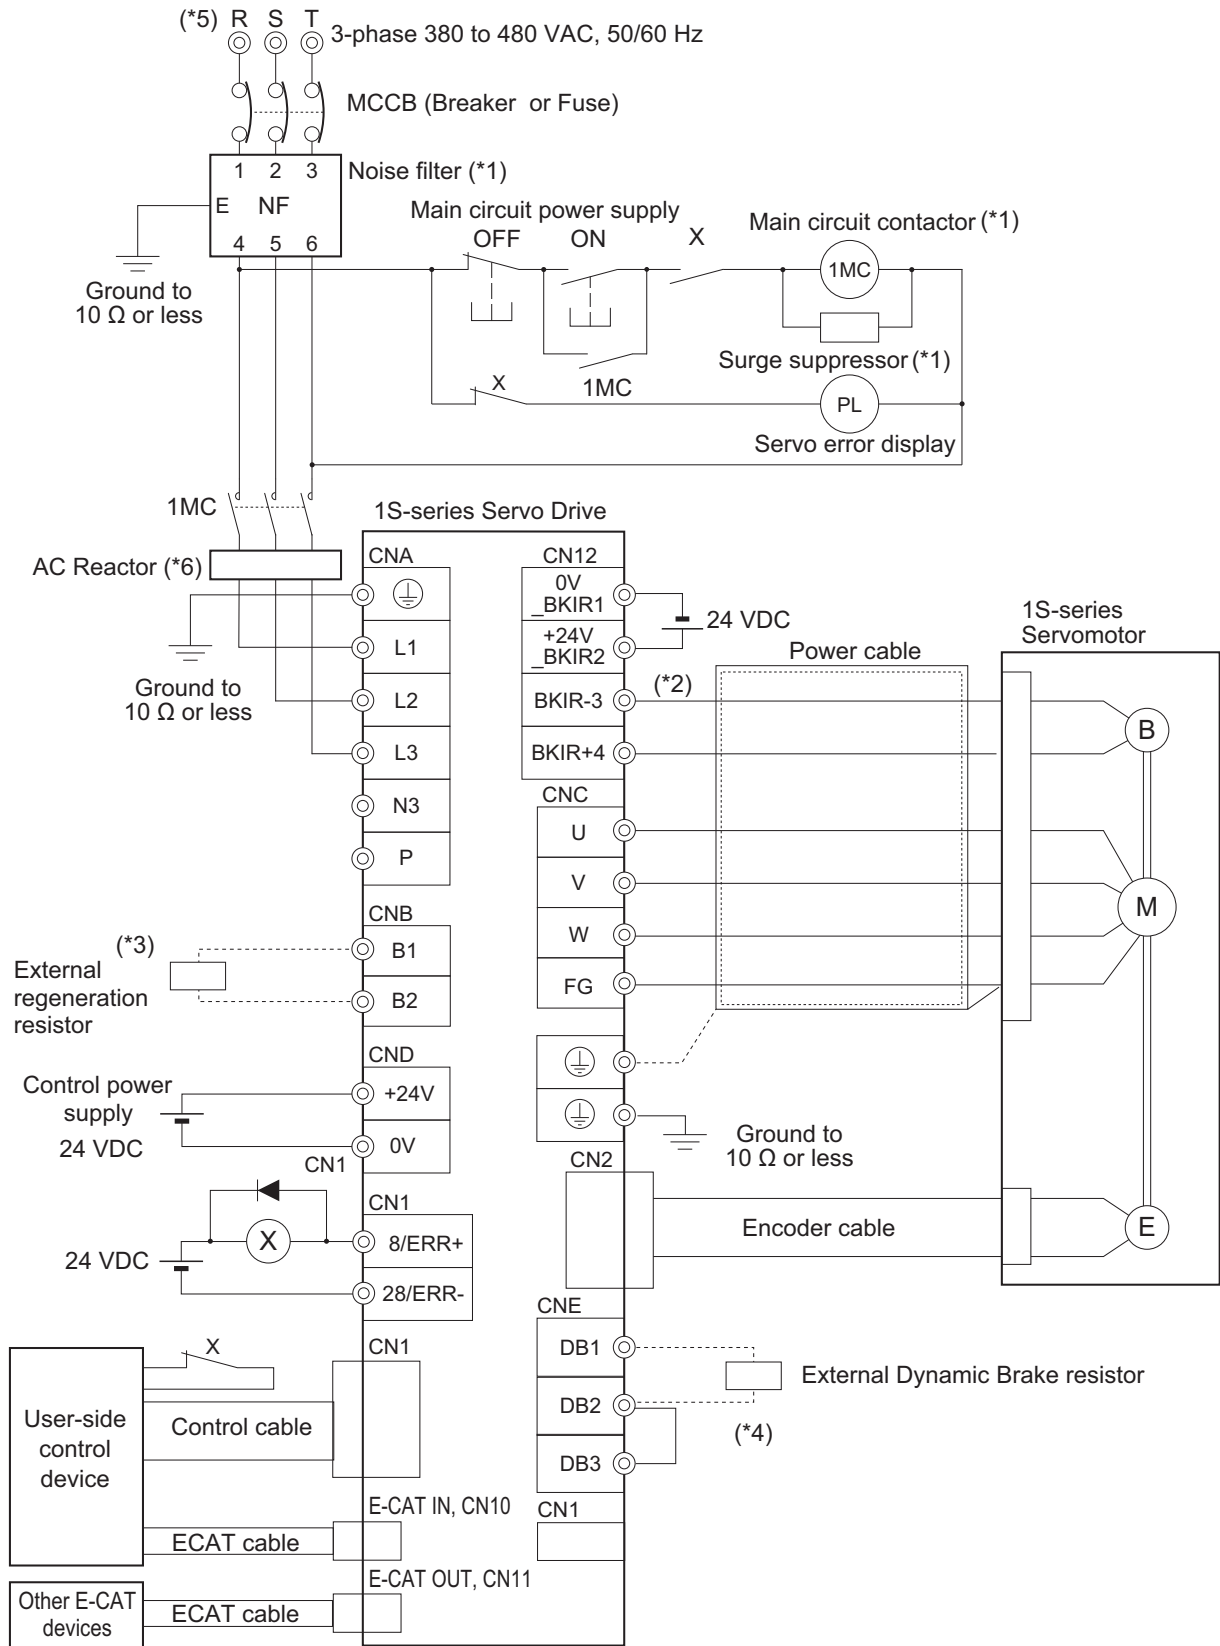 (*5) R S T
3-phase 380 to 480 VAC, 50/60 Hz
MCCB (Breaker or Fuse)
1 2 3
Noise filter (*1)
E NF
4 5 6
Ground to
10 Ω or less
Main circuit power supply
OFF ON X
Main circuit contactor (*1)
1MC
Surge suppressor (*1)
1MC
X
PL
Servo error display
1MC
AC Reactor (*6)
Ground to
10 Ω or less
1S-series Servo Drive
CNA
L1
L2
L3
N3
P
CNB
B1
B2
(*3)
External
regeneration
resistor
CND
+24V
0V
Control power
supply
24 VDC
CN1
CN1
8/ERR+
28/ERR-
X
24 VDC
CN1
X
User-side
control
device
Control cable
E-CAT IN, CN10
ECAT cable
E-CAT OUT, CN11
Other E-CAT
devices
ECAT cable
CN12
0V
_BKIR1
+24V
_BKIR2
BKIR-3
BKIR+4
24 VDC
(*2)
Power cable
1S-series
Servomotor
B
M
E
CNC
U
V
W
FG
Ground to
10 Ω or less
CN2
Encoder cable
CNE
DB1
DB2
DB3
External Dynamic Brake resistor
(*4)
CN1